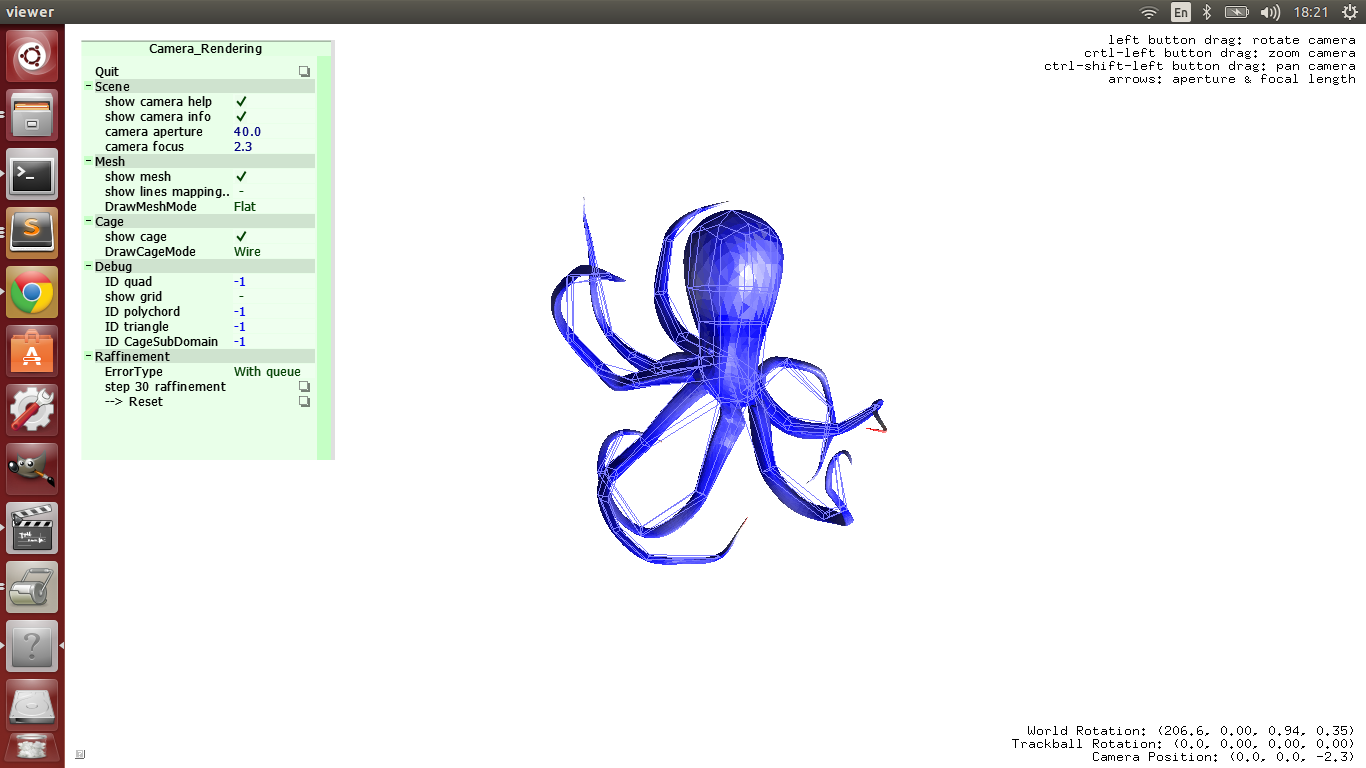 viewer
En
18:21
Camera_Rendering
Quit
Scene
show camera help
show camera info
camera aperture 40.0
camera focus 2.3
Mesh
show mesh
show lines mapping.. -
DrawMeshMode Flat
Cage
show cage
DrawCageMode Wire
Debug
ID quad -1
show grid -
ID polychord -1
ID triangle -1
ID CageSubDomain -1
Raffinement
ErrorType With queue
step 30 raffinement
--> Reset
left button drag: rotate camera
crtl-left button drag: zoom camera
ctrl-shift-left button drag: pan camera
arrows: aperture & focal length
World Rotation: (206.6, 0.00, 0.94, 0.35)
Trackball Rotation: (0.0, 0.00, 0.00, 0.00)
Camera Position: (0.0, 0.0, -2.3)